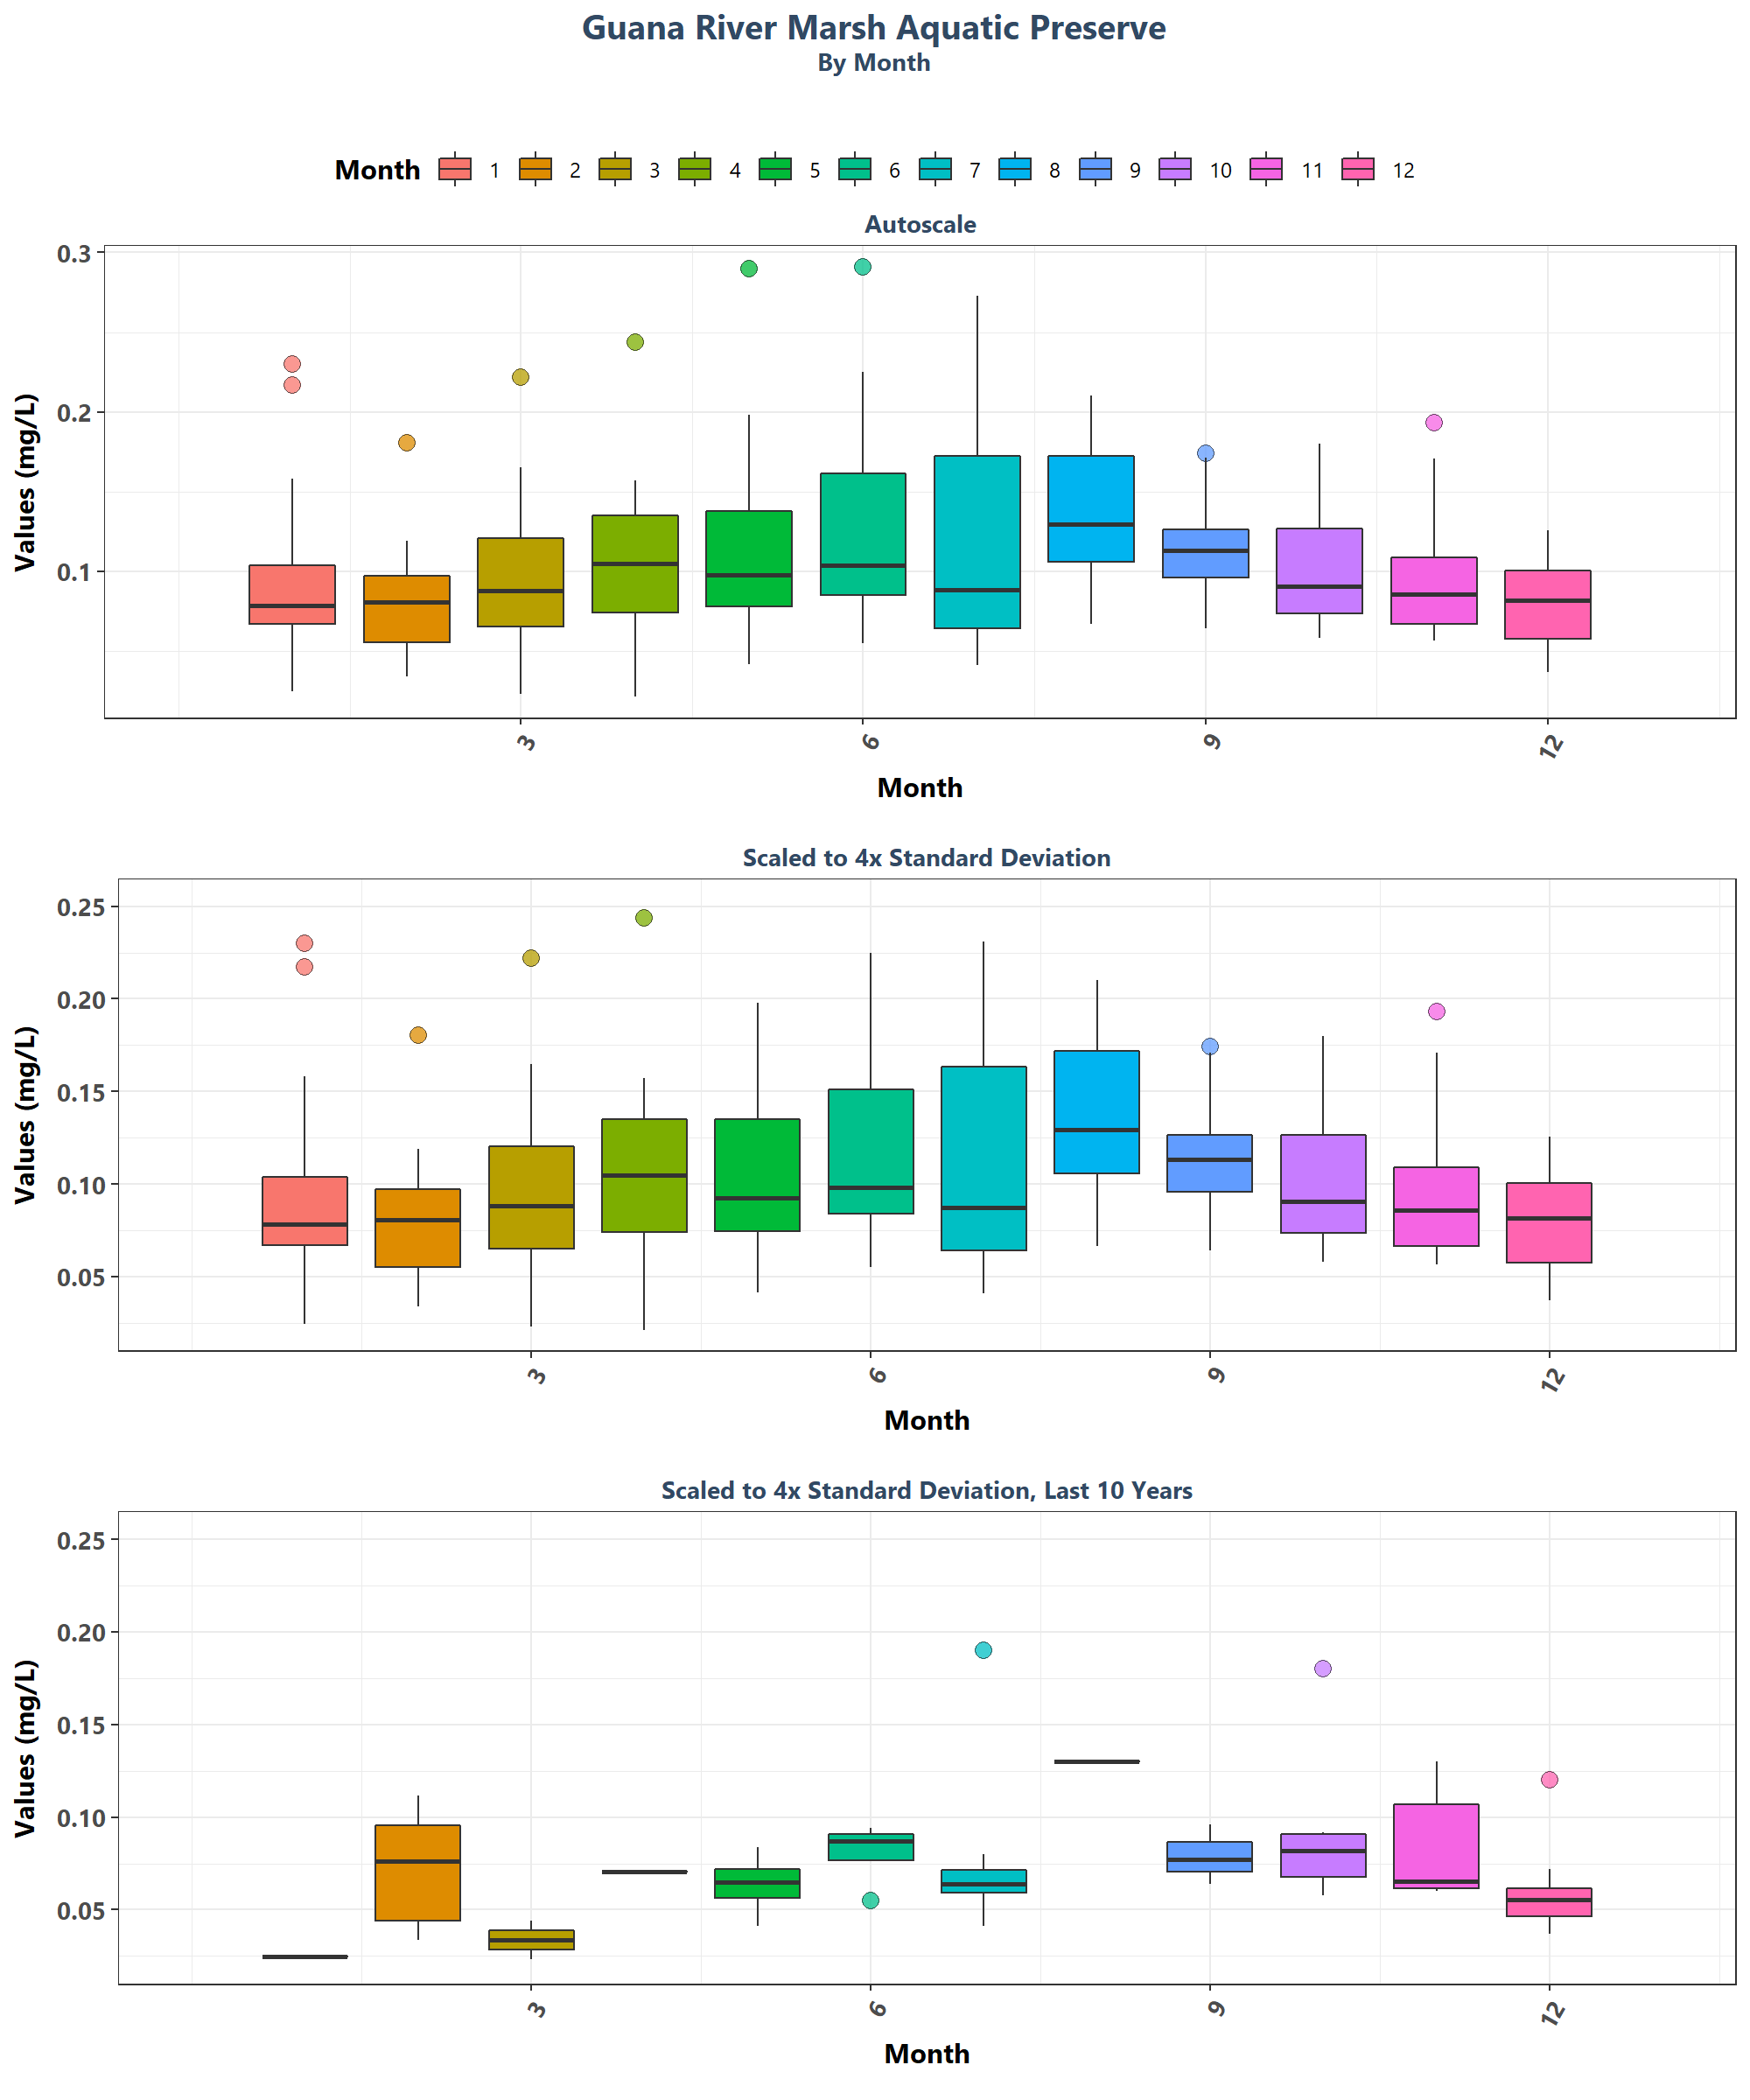 Guana River Marsh Aquatic Preserve
By Month
Month 1 2 3 4 5 6 7 8 9 10 11 12
Autoscale
Values (mg/L)
0.3
0.2
0.1
3 6 9 12
Month
Scaled to 4x Standard Deviation
Values (mg/L)
0.25
0.20
0.15
0.10
0.05
3 6 9 12
Month
Scaled to 4x Standard Deviation, Last 10 Years
Values (mg/L)
0.25
0.20
0.15
0.10
0.05
3 6 9 12
Month